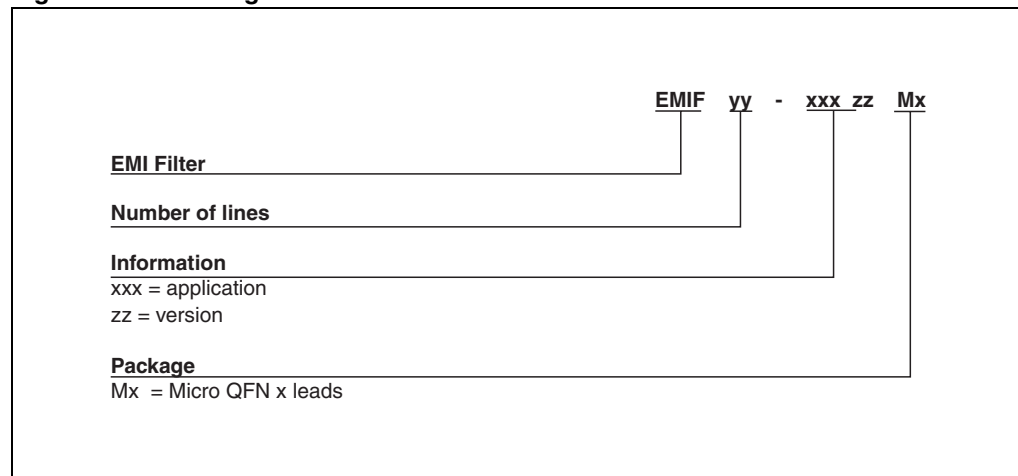 EMIF yy - xxx zz Mx
EMI Filter
Number of lines
Information
xxx = application
zz = version
Package
Mx = Micro QFN x leads